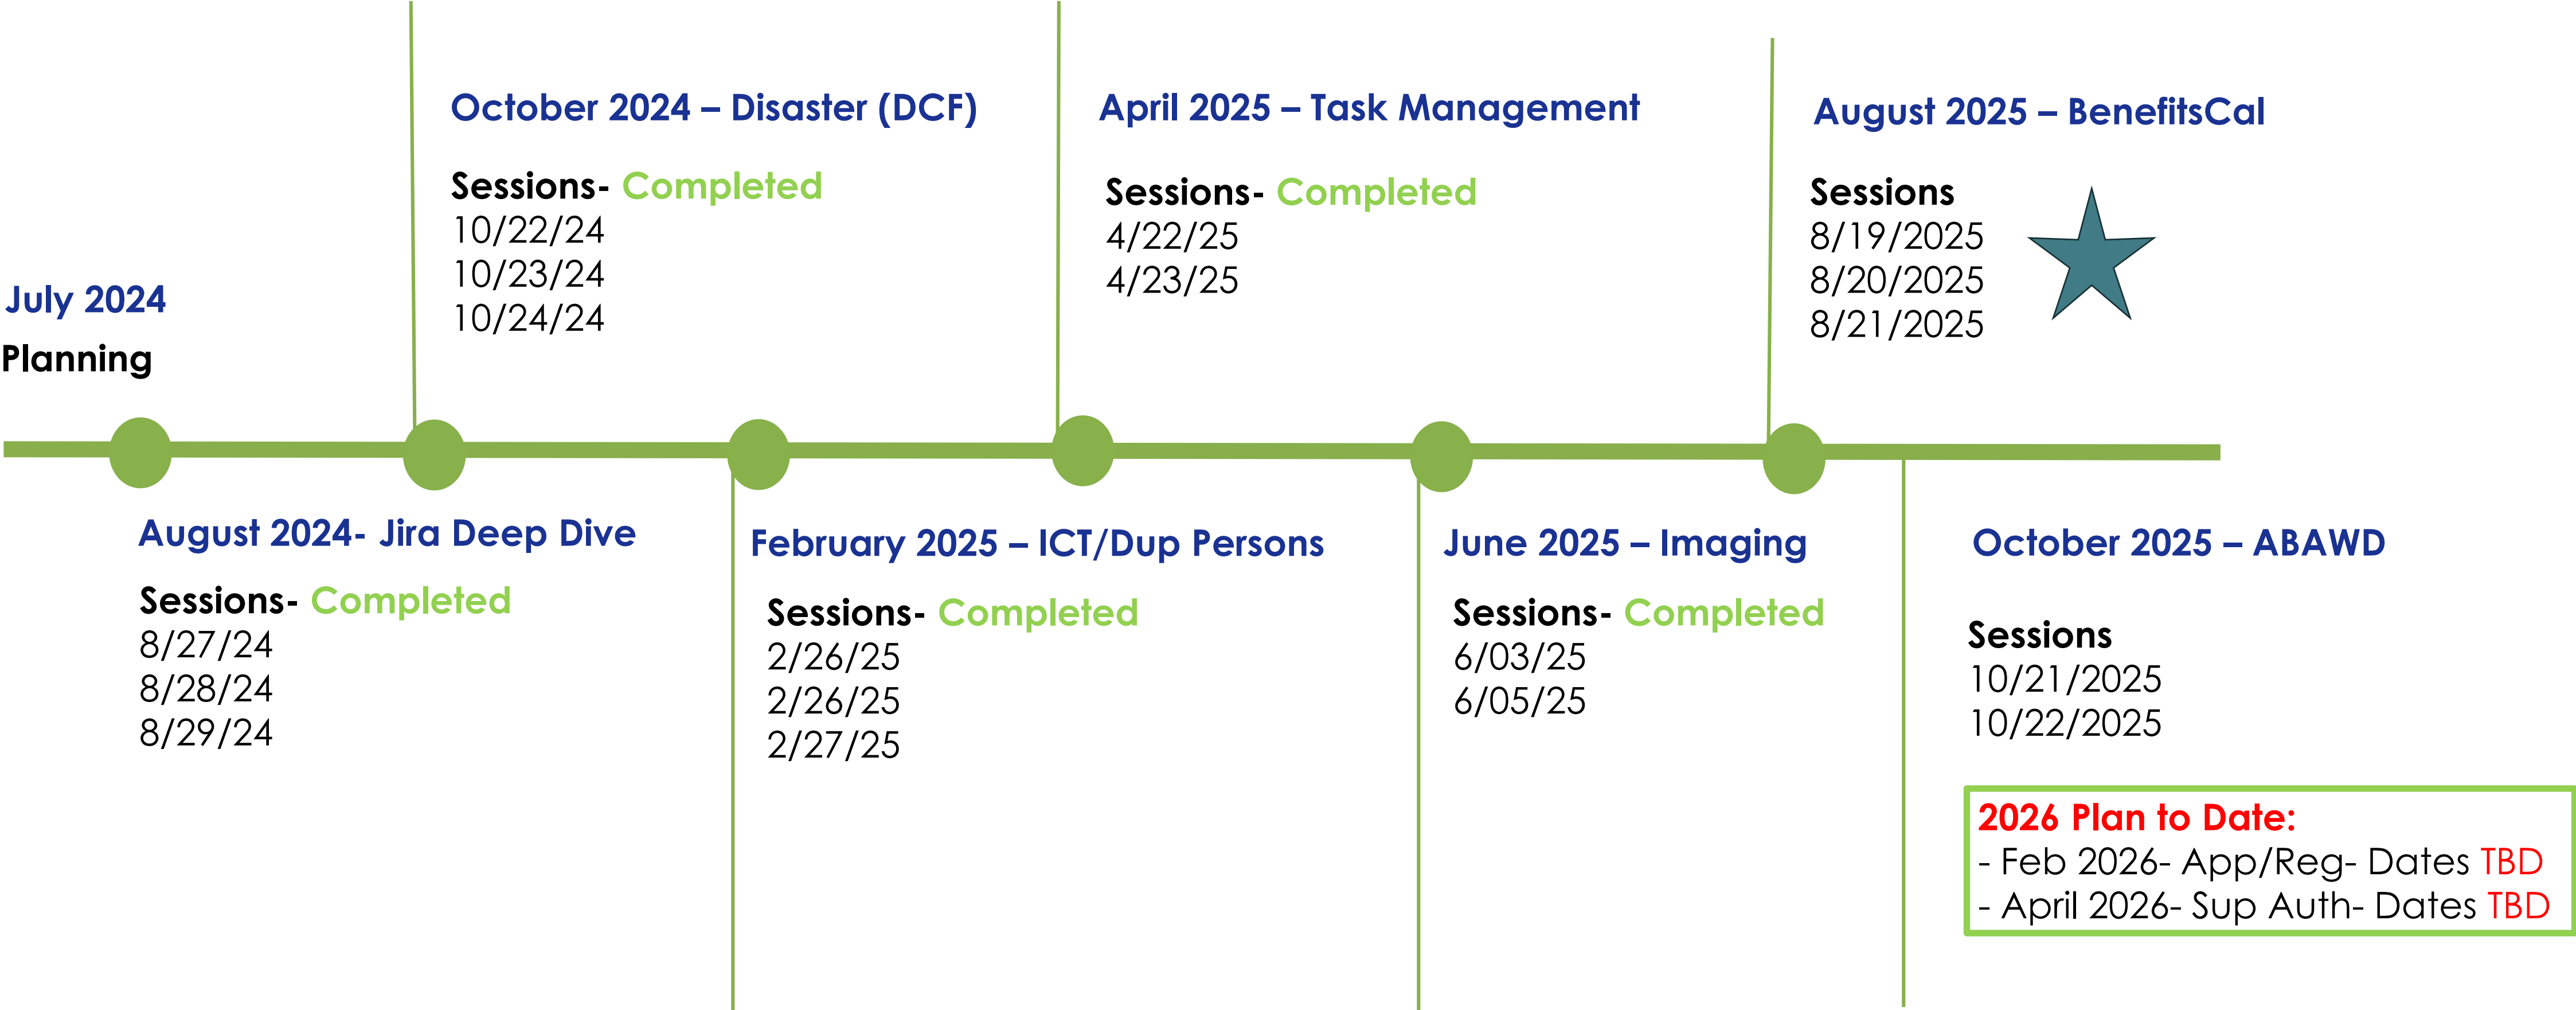 July 2024
Planning
August 2024- Jira Deep Dive
Sessions- Completed
8/27/24
8/28/24
8/29/24
October 2024 – Disaster (DCF)
Sessions- Completed
10/22/24
10/23/24
10/24/24
February 2025 – ICT/Dup Persons
Sessions- Completed
2/26/25
2/26/25
2/27/25
April 2025 – Task Management
Sessions- Completed
4/22/25
4/23/25
June 2025 – Imaging
Sessions- Completed
6/03/25
6/05/25
August 2025 – BenefitsCal
Sessions
8/19/2025
8/20/2025
8/21/2025
October 2025 – ABAWD
Sessions
10/21/2025
10/22/2025
2026 Plan to Date:
- Feb 2026- App/Reg- Dates TBD
- April 2026- Sup Auth- Dates TBD